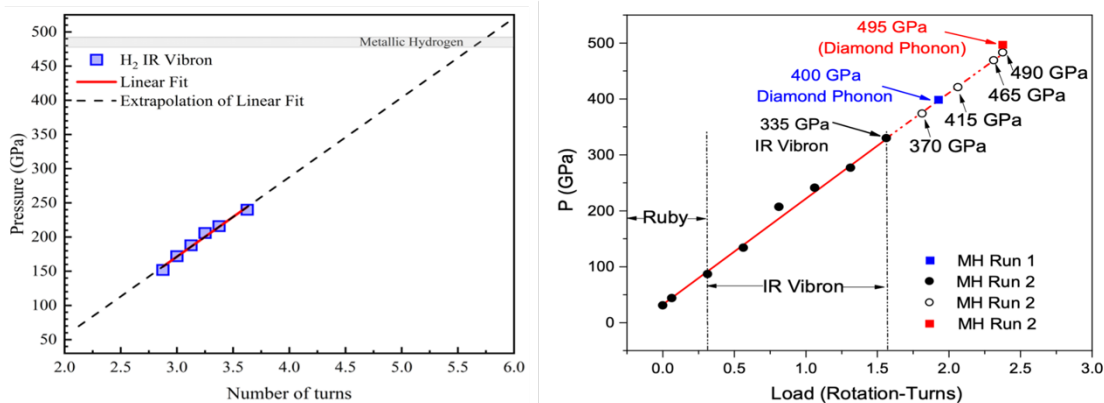 500
450
400
350
300
250
200
150
100
50
Pressure (GPa)
Metallic Hydrogen
H₂ IR Vibron
Linear Fit
Extrapolation of Linear Fit
2.0 2.5 3.0 3.5 4.0 4.5 5.0 5.5 6.0
Number of turns
500
400
300
200
100
0
P (GPa)
495 GPa
(Diamond Phonon)
400 GPa
Diamond Phonon
490 GPa
465 GPa
415 GPa
335 GPa
IR Vibron
370 GPa
Ruby
IR Vibron
MH Run 1
MH Run 2
MH Run 2
MH Run 2
0.0 0.5 1.0 1.5 2.0 2.5 3.0
Load (Rotation-Turns)